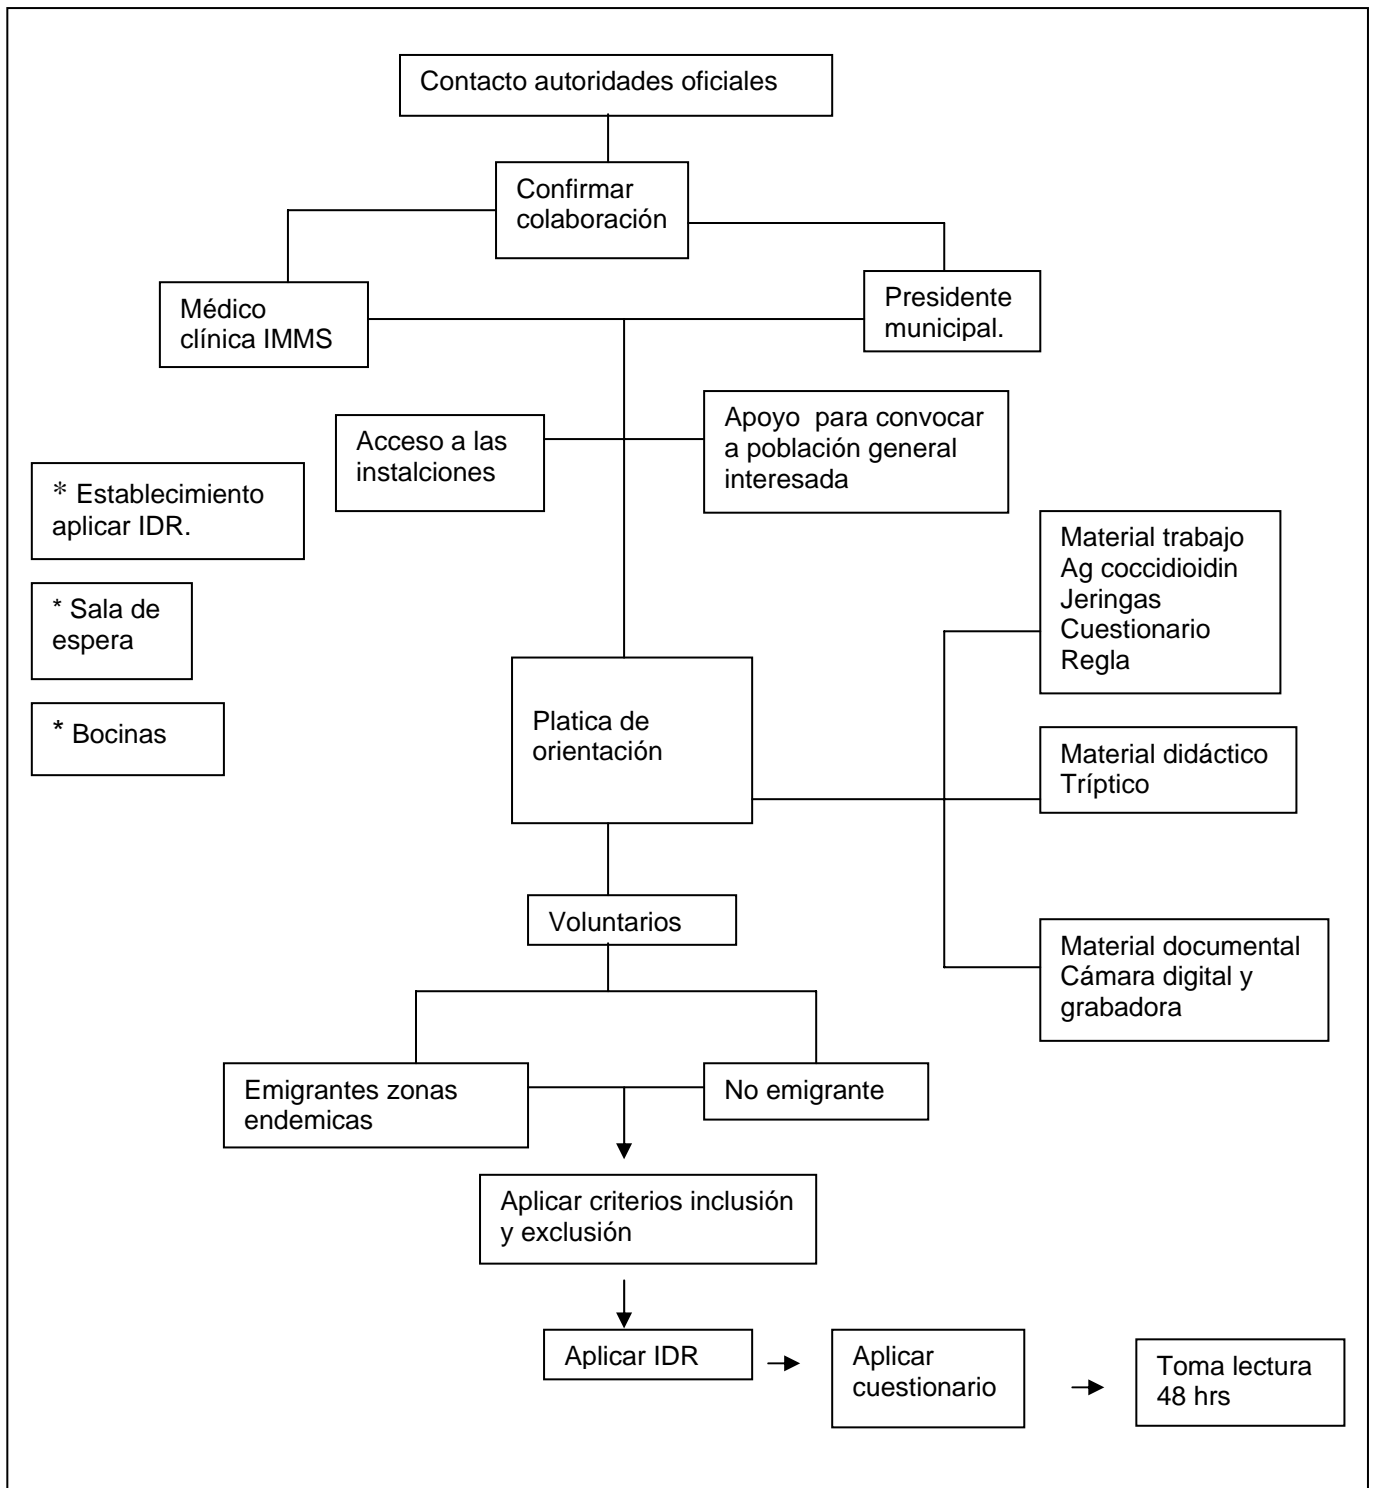 Contacto autoridades oficiales
Confirmar
colaboración
Médico
clínica IMMS
Presidente
municipal.
Acceso a las
instalciones
Apoyo  para convocar
a población general
interesada
* Establecimiento
aplicar IDR.
* Sala de
espera
* Bocinas
Material trabajo
Ag coccidioidin
Jeringas
Cuestionario
Regla
Platica de
orientación
Material didáctico
Tríptico
Material documental
Cámara digital y
grabadora
Voluntarios
Emigrantes zonas
endemicas
No emigrante
Aplicar criterios inclusión
y exclusión
Aplicar IDR
Aplicar
cuestionario
Toma lectura
48 hrs